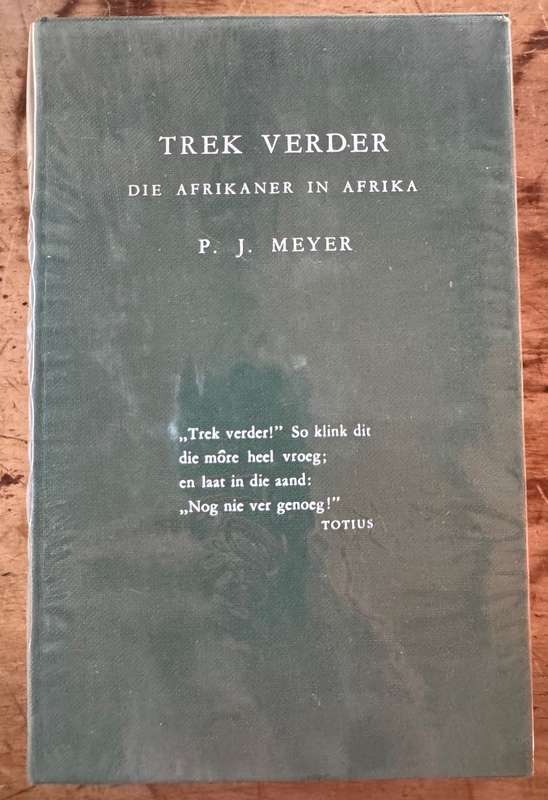 TREK VERDER
DIE AFRIKANER IN AFRIKA
P. J. MEYER
„Trek verder!” So klink dit
die môre heel vroeg;
en laat in die aand:
„Nog nie ver genoeg!”
TOTIUS